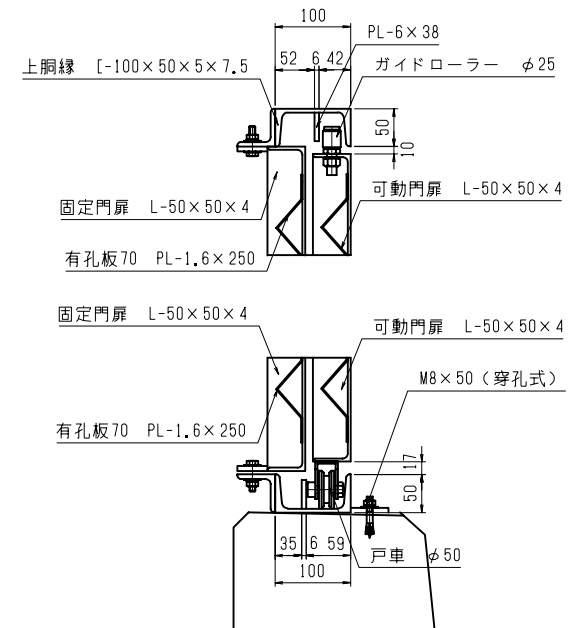 100
PL-6×38
52 6 42
上胴縁 [-100×50×5×7.5
ガイドローラー φ25
50
10
固定門扉 L-50×50×4
可動門扉 L-50×50×4
有孔板70 PL-1.6×250
固定門扉 L-50×50×4
可動門扉 L-50×50×4
M8×50(穿孔式)
有孔板70 PL-1.6×250
17
50
35 6 59
戸車 φ50
100